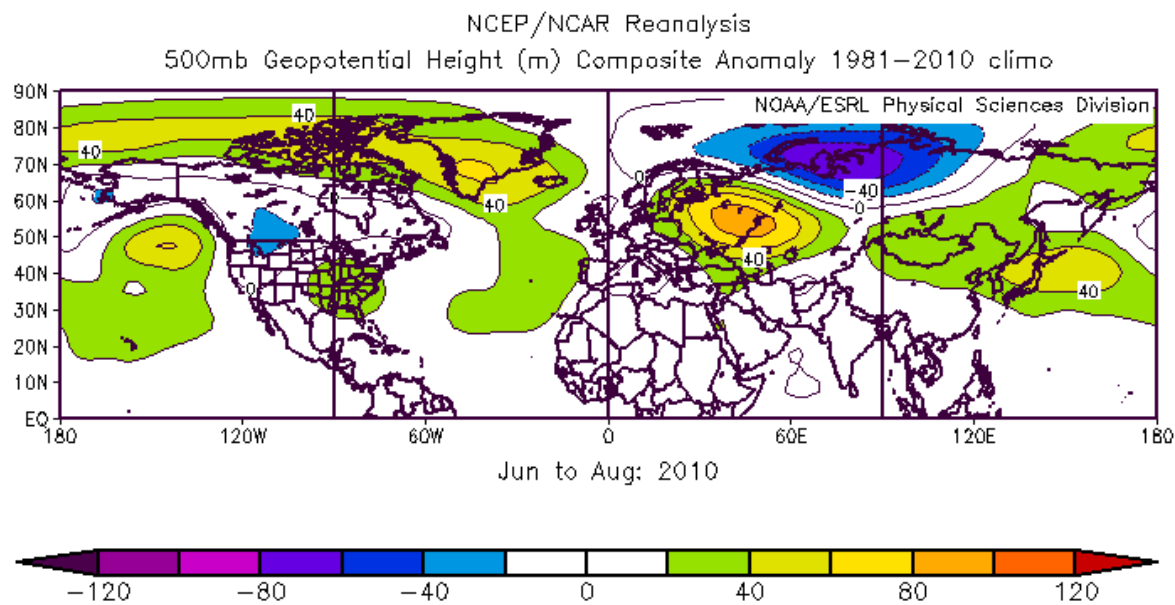 NCEP/NCAR Reanalysis
500mb Geopotential Height (m) Composite Anomaly 1981-2010 climo
90N
NOAA/ESRL Physical Sciences Division
80N
40
40
70N
0
-40
60N
0
40
50N
40
40N
0
40
30N
20N
10N
EQ
180 120W 60W 0 60E 120E 180
Jun to Aug: 2010
-120 -80 -40 0 40 80 120